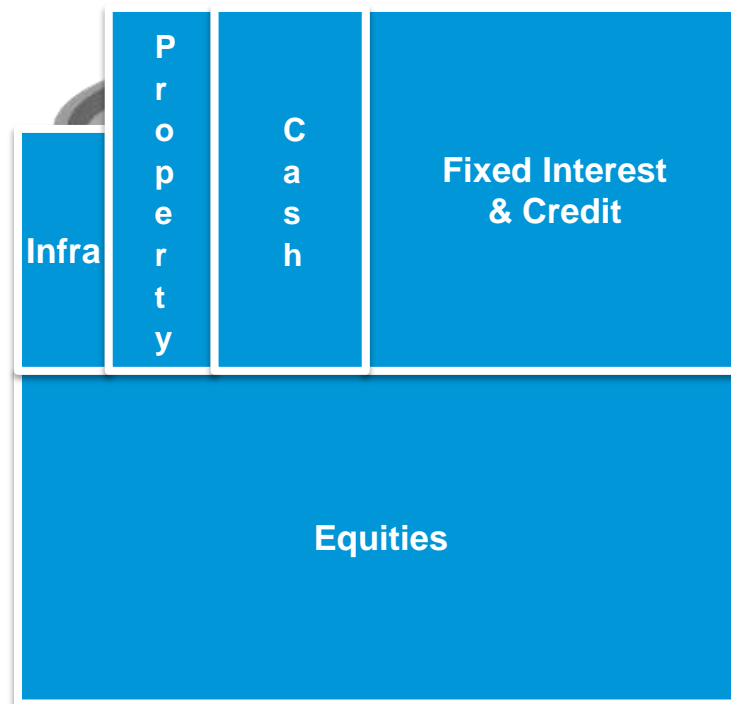 Infra
Property
Cash
Fixed Interest
& Credit
Equities